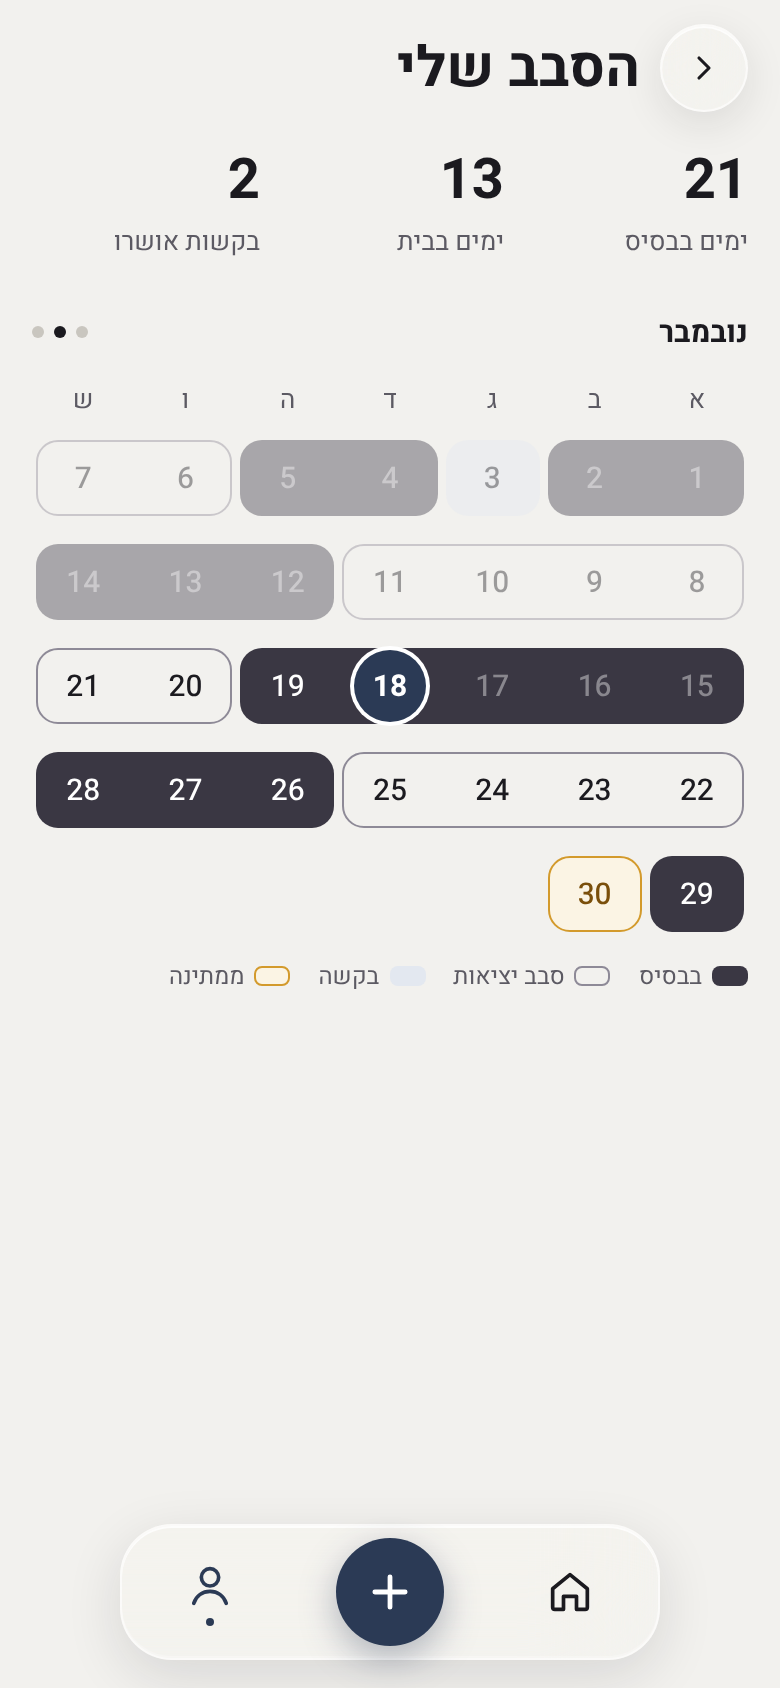 הסבב שלי
21 13 2
ימים בבסיס ימים בבית בקשות אושרו
נובמבר
א ב ג ד ה ו ש
1 2 3 4 5 6 7
8 9 10 11 12 13 14
15 16 17 18 19 20 21
22 23 24 25 26 27 28
29 30
בבסיס סבב יציאות בקשה ממתינה